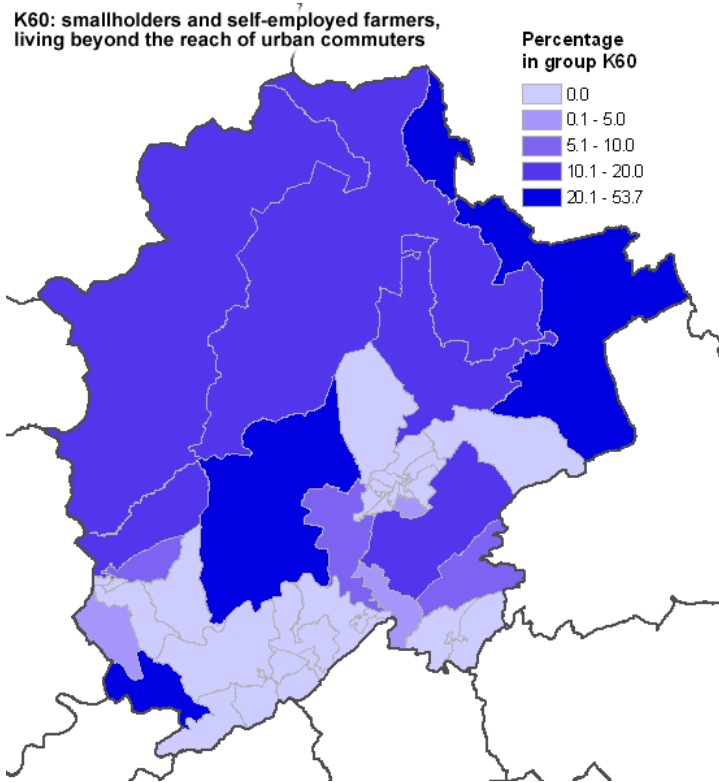 K60: smallholders and self-employed farmers,
living beyond the reach of urban commuters
7
Percentage
in group K60
0.0
0.1 - 5.0
5.1 - 10.0
10.1 - 20.0
20.1 - 53.7